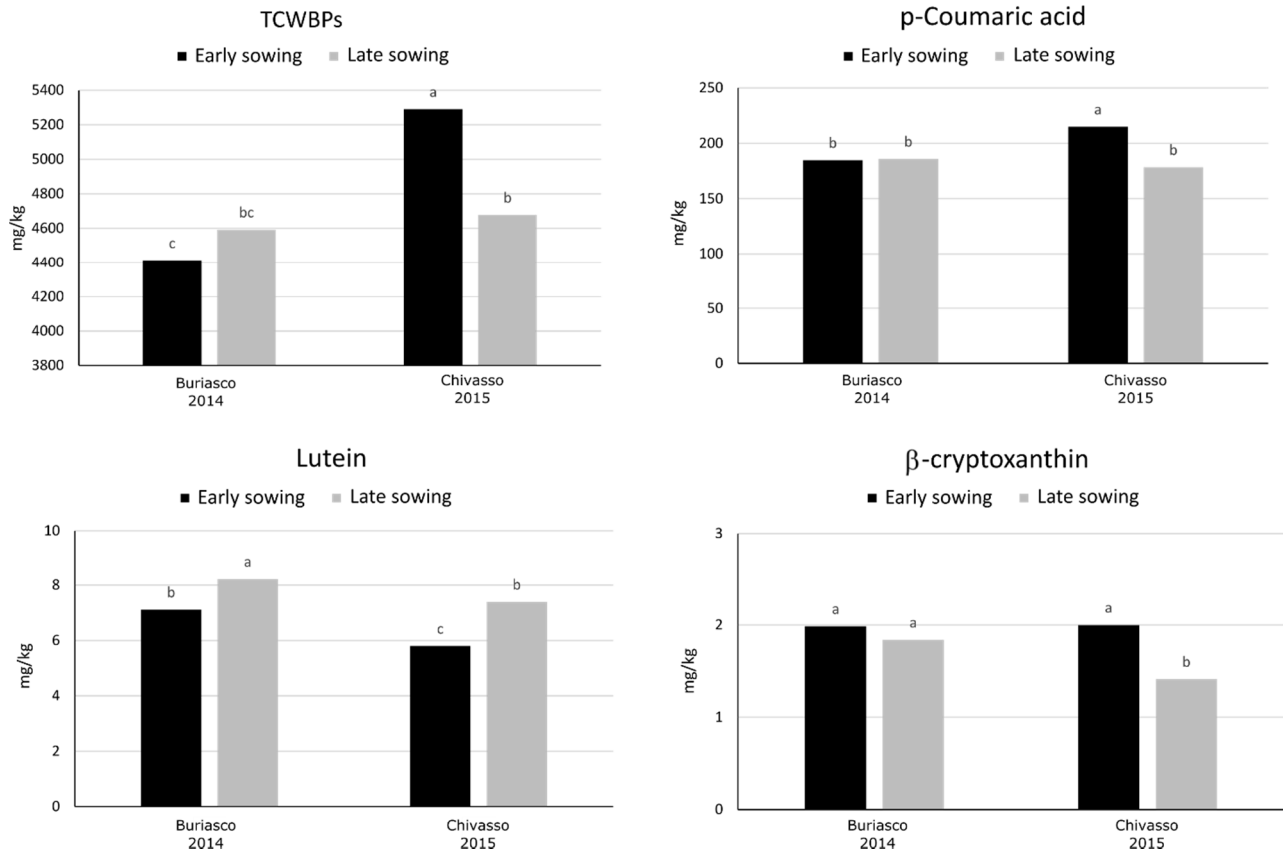 TCWBPs
■ Early sowing ■ Late sowing
mg/kg
5400
5200
5000
4800
4600
4400
4200
4000
3800
c
bc
a
b
Buriasco
2014
Chivasso
2015
p-Coumaric acid
■ Early sowing ■ Late sowing
mg/kg
250
200
150
100
50
0
b
b
a
b
Buriasco
2014
Chivasso
2015
Lutein
■ Early sowing ■ Late sowing
mg/kg
10
8
6
4
2
0
b
a
c
b
Buriasco
2014
Chivasso
2015
β-cryptoxanthin
■ Early sowing ■ Late sowing
mg/kg
3
2
1
0
a
a
a
b
Buriasco
2014
Chivasso
2015